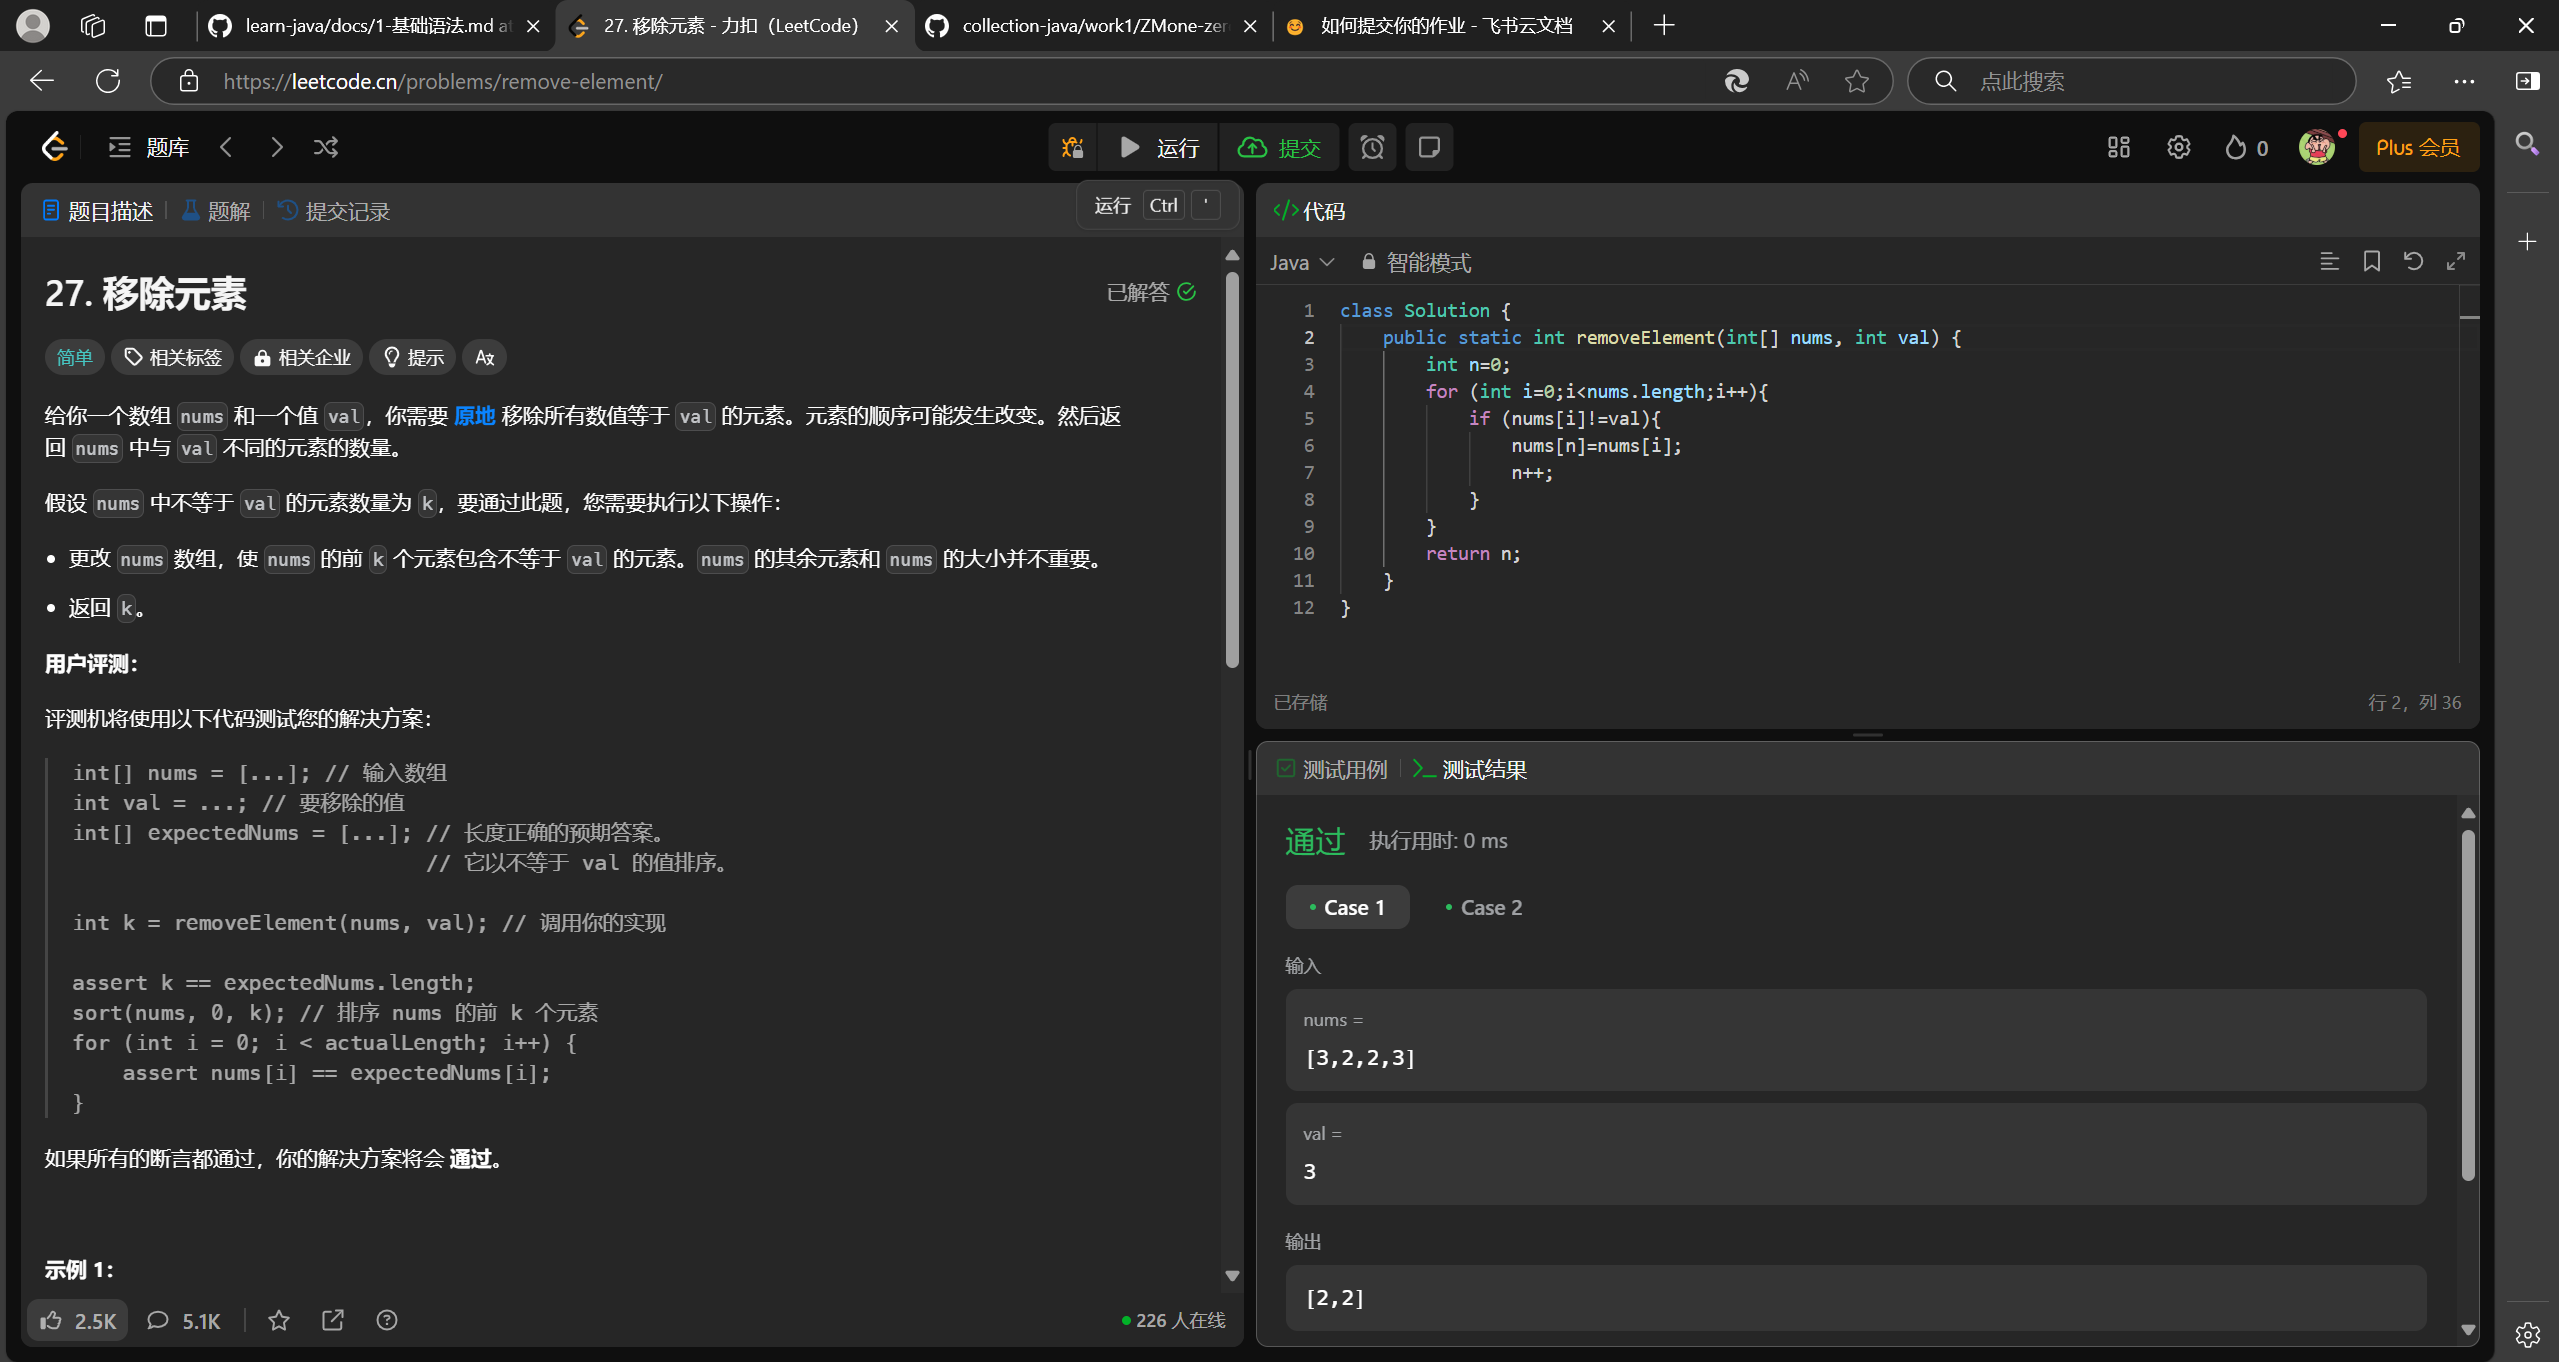 learn-java/docs/1-基础语法.md at
27. 移除元素 - 力扣（LeetCode）
collection-java/work1/ZMone-zer
如何提交你的作业 - 飞书云文档
https://leetcode.cn/problems/remove-element/
点此搜索
题库
运行
提交
0
Plus 会员
题目描述
题解
提交记录
运行 Ctrl '
</>代码
Java
智能模式
27. 移除元素
已解答
简单
相关标签
相关企业
提示
给你一个数组 nums 和一个值 val，你需要 原地 移除所有数值等于 val 的元素。元素的顺序可能发生改变。然后返
回 nums 中与 val 不同的元素的数量。
假设 nums 中不等于 val 的元素数量为 k，要通过此题，您需要执行以下操作：
• 更改 nums 数组，使 nums 的前 k 个元素包含不等于 val 的元素。nums 的其余元素和 nums 的大小并不重要。
• 返回 k。
用户评测：
评测机将使用以下代码测试您的解决方案：
int[] nums = [...]; // 输入数组
int val = ...; // 要移除的值
int[] expectedNums = [...]; // 长度正确的预期答案。
// 它以不等于 val 的值排序。
int k = removeElement(nums, val); // 调用你的实现
assert k == expectedNums.length;
sort(nums, 0, k); // 排序 nums 的前 k 个元素
for (int i = 0; i < actualLength; i++) {
    assert nums[i] == expectedNums[i];
}
如果所有的断言都通过，你的解决方案将会 通过。
示例 1：
2.5K
5.1K
226 人在线
1 class Solution {
2     public static int removeElement(int[] nums, int val) {
3         int n=0;
4         for (int i=0;i<nums.length;i++){
5             if (nums[i]!=val){
6                 nums[n]=nums[i];
7                 n++;
8             }
9         }
10         return n;
11     }
12 }
已存储
行 2，列 36
测试用例
测试结果
通过
执行用时: 0 ms
• Case 1
• Case 2
输入
nums =
[3,2,2,3]
val =
3
输出
[2,2]